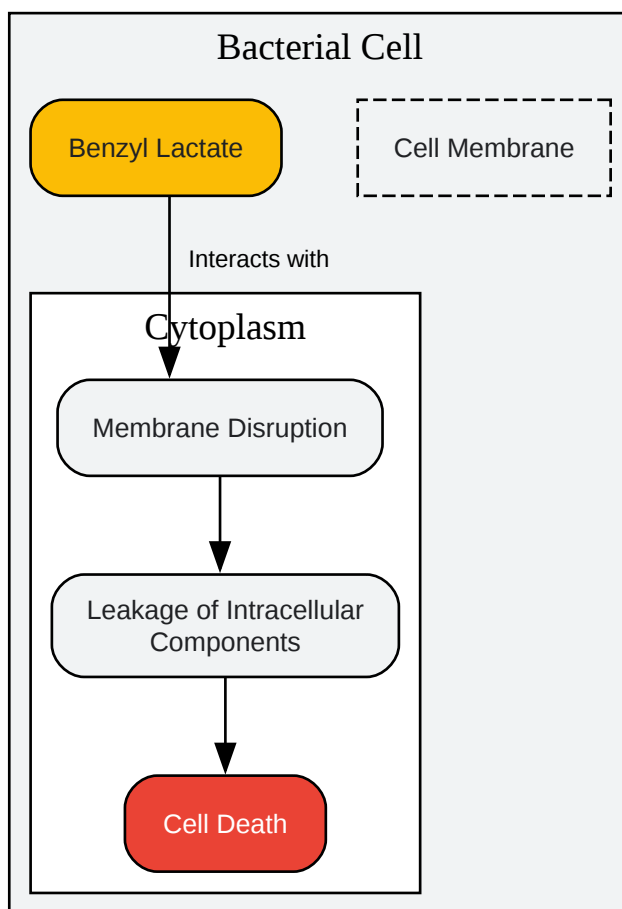 Bacterial Cell
Benzyl Lactate
Cell Membrane
Interacts with
Cytoplasm
Membrane Disruption
Leakage of Intracellular
Components
Cell Death